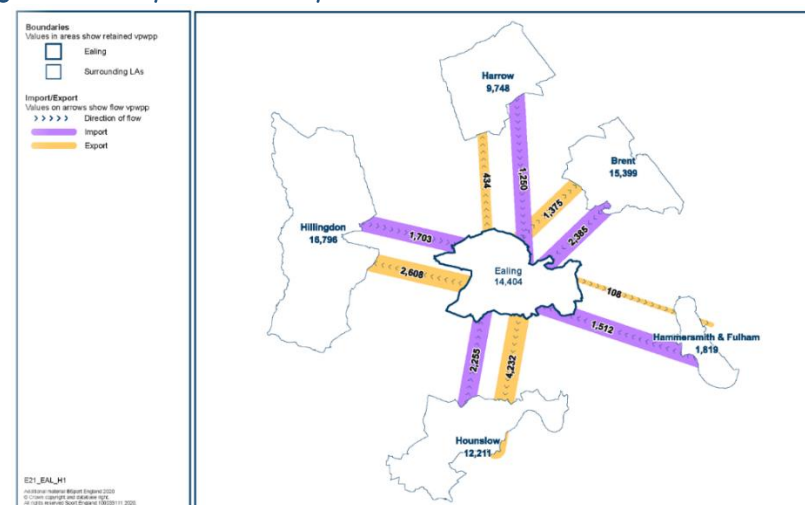 Boundaries
Values in areas show retained vpwpp
Ealing
Surrounding LAs
Import/Export
Values on arrows show flow vpwpp
Direction of flow
Import
Export
E21_EAL_H1
© Crown copyright and database right.
Harrow
9,748
Brent
15,399
Hillingdon
16,796
Ealing
14,404
Hammersmith & Fulham
1,819
Hounslow
12,211
434
1,250
1,375
2,385
1,703
2,608
108
1,512
2,255
4,232